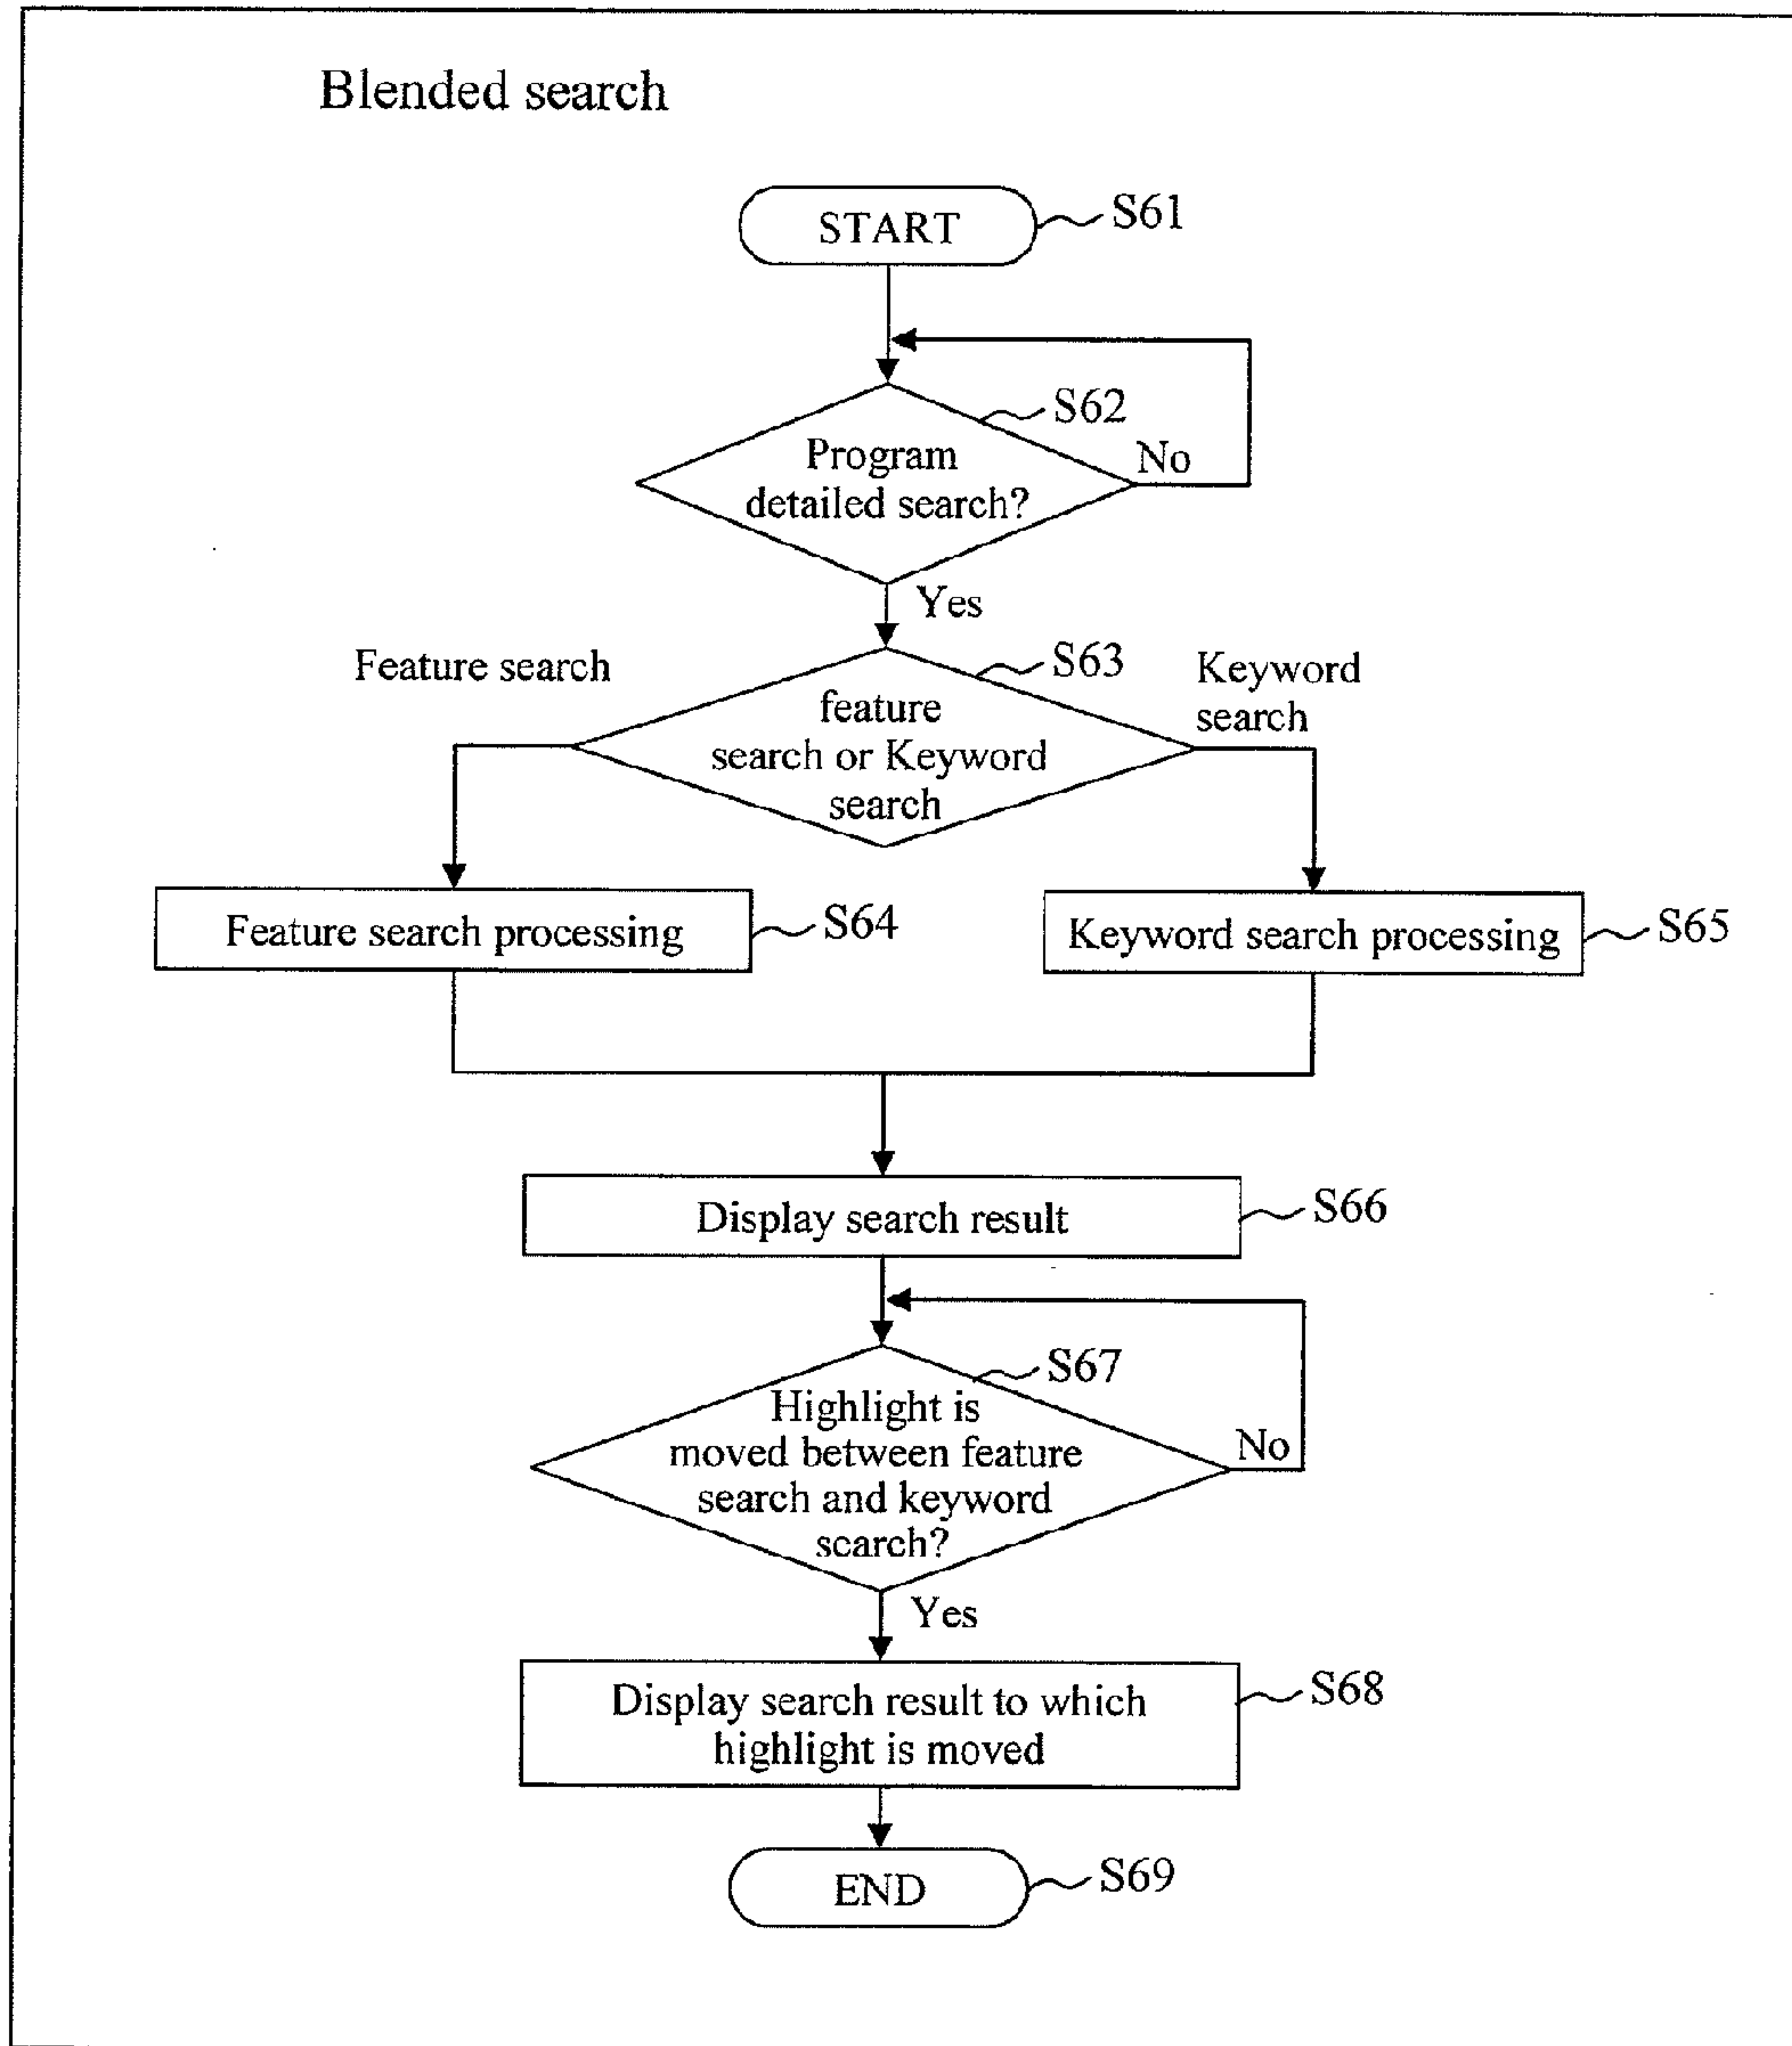 Blended search
START
S61
S62
Program
detailed search?
No
Yes
Feature search
S63
Keyword
search
feature
search or Keyword
search
Feature search processing
S64
Keyword search processing
S65
Display search result
S66
S67
Highlight is
moved between feature
search and keyword
search?
No
Yes
Display search result to which
highlight is moved
S68
END
S69